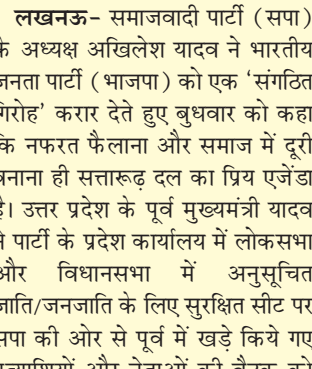 लखनऊ– समाजवादी पार्टी (सपा)
के अध्यक्ष अखिलेश यादव ने भारतीय
जनता पार्टी (भाजपा) को एक ‘संगठित
गिरोह’ करार देते हुए बुधवार को कहा
कि नफरत फैलाना और समाज में दूरी
बनाना ही सत्तारूढ़ दल का प्रिय एजेंडा
है। उत्तर प्रदेश के पूर्व मुख्यमंत्री यादव
ने पार्टी के प्रदेश कार्यालय में लोकसभा
और विधानसभा में अनुसूचित
जाति/जनजाति के लिए सुरक्षित सीट पर
सपा की ओर से पूर्व में खड़े किये गए